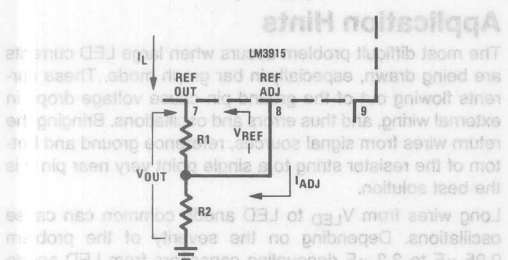 Application Hints
LM3915
The most difficult problem occurs when large LED currents
are being drawn, especially in bar graph mode. These cur-
rents flowing out of the ground pin cause voltage drops in
external wiring, and thus errors and oscillations. Bringing the
return wires from signal sources, reference ground and bot-
tom of the resistor string to a single point very near pin is
the best solution.
Long wires from VLED to LED anode common can cause
oscillations. Depending on the severity of the problem
0.05 µF to 2.2 µF decoupling capacitors from LED
IL
REF
OUT
REF
ADJ
7
8
9
R1
VREF
VOUT
IADJ
R2